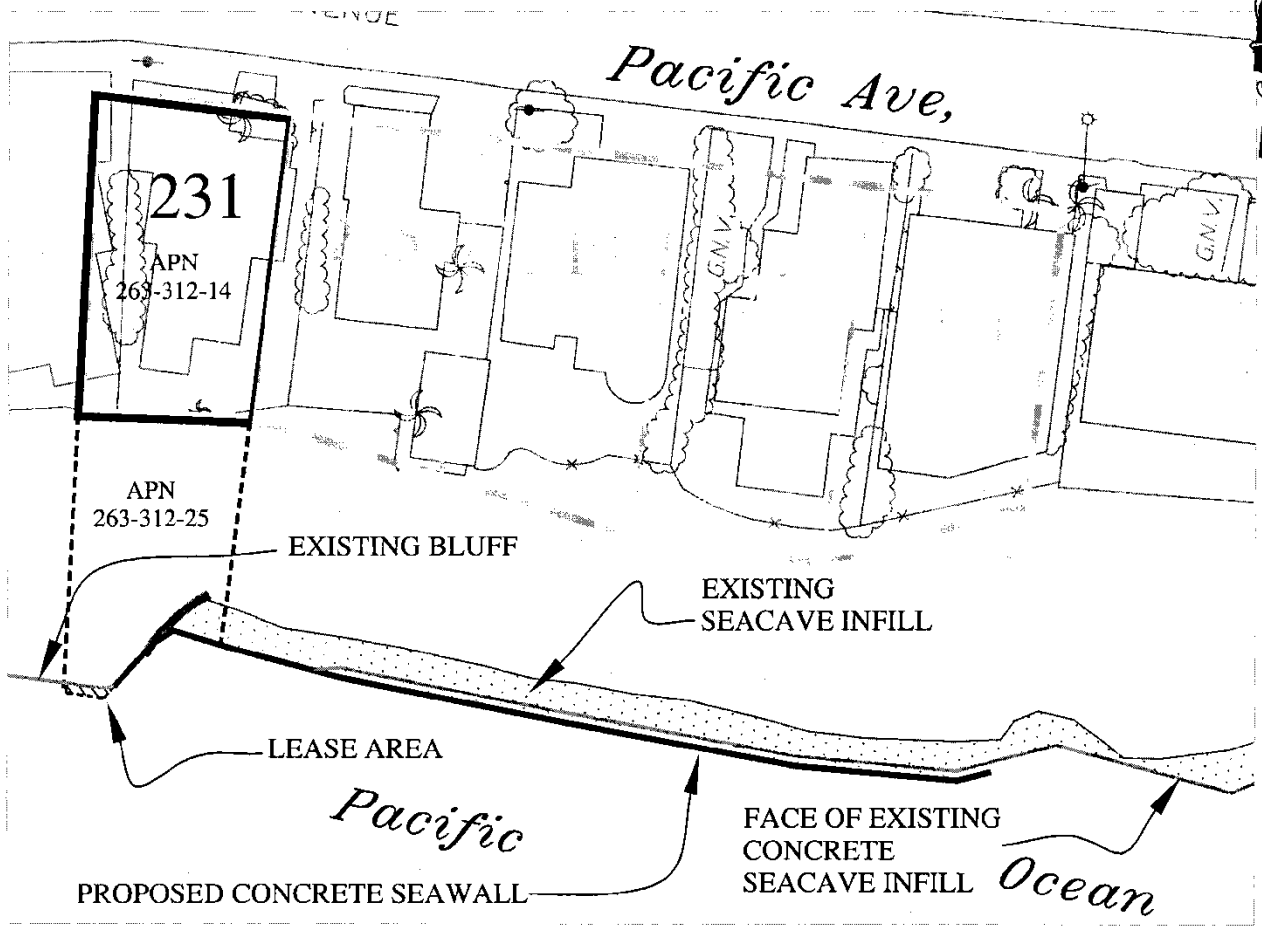 Pacific Ave,
231
APN
263-312-14
G.N.V.
G.N.V.
APN
263-312-25
EXISTING BLUFF
EXISTING
SEACAVE INFILL
LEASE AREA
Pacific
FACE OF EXISTING
CONCRETE
SEACAVE INFILL
Ocean
PROPOSED CONCRETE SEAWALL